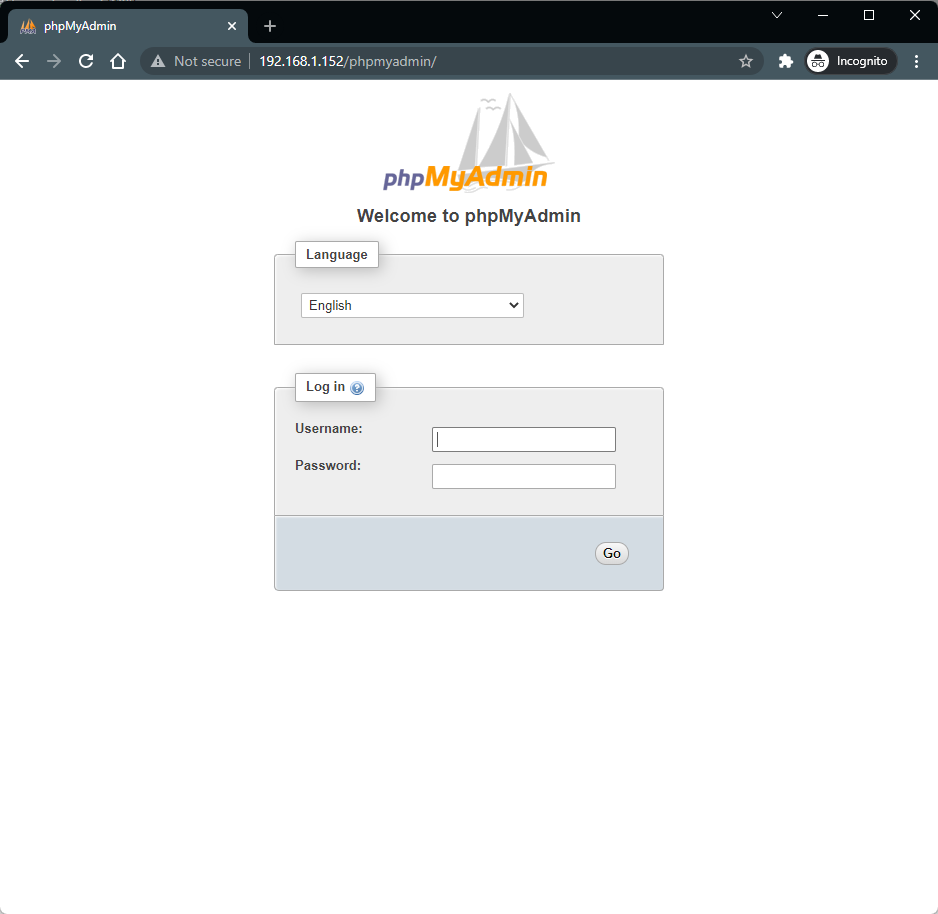 phpMyAdmin
Not secure
192.168.1.152/phpmyadmin/
Incognito
phpMyAdmin
Welcome to phpMyAdmin
Language
English
Log in
Username:
Password:
Go